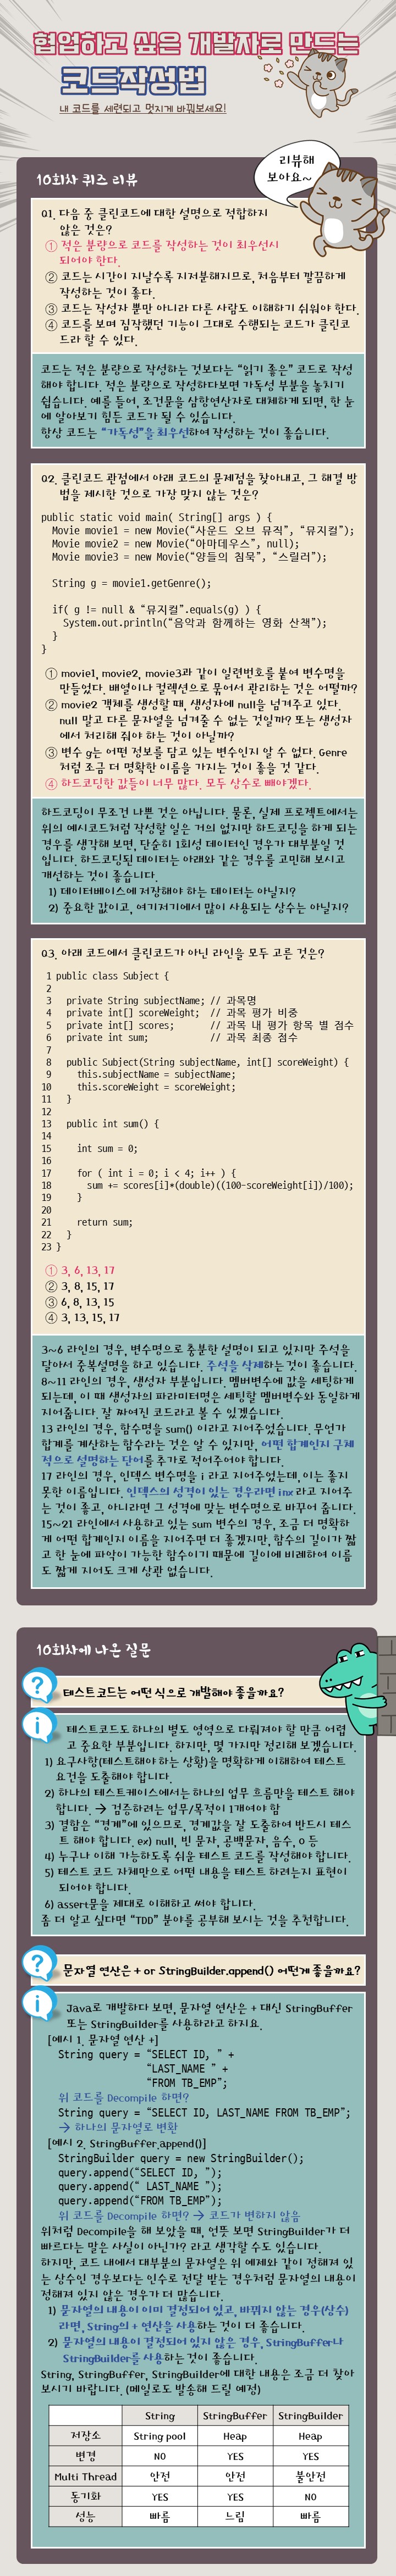 협업하고 싶은 개발자로 만드는
코드작성법
내 코드를 세련되고 멋지게 바꿔보세요!
리뷰해
보아요~
10회차 퀴즈 리뷰
Q1. 다음 중 클린코드에 대한 설명으로 적합하지
않은 것은?
① 적은 분량으로 코드를 작성하는 것이 최우선시
되어야 한다.
② 코드는 시간이 지날수록 지저분해지므로, 처음부터 깔끔하게
작성하는 것이 좋다.
③ 코드는 작성자 뿐만 아니라 다른 사람도 이해하기 쉬워야 한다.
④ 코드를 보며 짐작했던 기능이 그대로 수행되는 코드가 클린코
드라 할 수 있다.
코드는 적은 분량으로 작성하는 것보다는 “읽기 좋은” 코드로 작성
해야 합니다. 적은 분량으로 작성하다보면 가독성 부분을 놓치기
쉽습니다. 예를 들어, 조건문을 삼항연산자로 대체하게 되면, 한 눈
에 알아보기 힘든 코드가 될 수 있습니다.
항상 코드는 “가독성”을 최우선하여 작성하는 것이 좋습니다.
Q2. 클린코드 관점에서 아래 코드의 문제점을 찾아내고, 그 해결 방
법을 제시한 것으로 가장 맞지 않는 것은?
public static void main( String[] args ) {
Movie movie1 = new Movie(“사운드 오브 뮤직”, “뮤지컬”);
Movie movie2 = new Movie(“아마데우스”, null);
Movie movie3 = new Movie(“양들의 침묵”, “스릴러”);
String g = movie1.getGenre();
if( g != null & “뮤지컬”.equals(g) ) {
System.out.println(“음악과 함께하는 영화 산책”);
}
}
① movie1, movie2, movie3과 같이 일련번호를 붙여 변수명을
만들었다. 배열이나 컬렉션으로 묶어서 관리하는 것은 어떨까?
② movie2 객체를 생성할 때, 생성자에 null을 넘겨주고 있다.
null 말고 다른 문자열을 넘겨줄 수 없는 것일까? 또는 생성자
에서 처리해 줘야 하는 것이 아닐까?
③ 변수 g는 어떤 정보를 담고 있는 변수인지 알 수 없다. Genre
처럼 조금 더 명확한 이름을 가지는 것이 좋을 것 같다.
④ 하드코딩한 값들이 너무 많다. 모두 상수로 빼야겠다.
하드코딩이 무조건 나쁜 것은 아닙니다. 물론, 실제 프로젝트에서는
위의 예시코드처럼 작성할 일은 거의 없지만 하드코딩을 하게 되는
경우를 생각해 보면, 단순히 1회성 데이터인 경우가 대부분일 것
입니다. 하드코딩된 데이터는 아래와 같은 경우를 고민해 보시고
개선하는 것이 좋습니다.
1) 데이터베이스에 저장해야 하는 데이터는 아닐지?
2) 중요한 값이고, 여기저기에서 많이 사용되는 상수는 아닐지?
Q3. 아래 코드에서 클린코드가 아닌 라인을 모두 고른 것은?
1 public class Subject {
2
3 private String subjectName; // 과목명
4 private int[] scoreWeight; // 과목 평가 비중
5 private int[] scores; // 과목 내 평가 항목 별 점수
6 private int sum; // 과목 최종 점수
7
8 public Subject(String subjectName, int[] scoreWeight) {
9 this.subjectName = subjectName;
10 this.scoreWeight = scoreWeight;
11 }
12
13 public int sum() {
14
15 int sum = 0;
16
17 for ( int i = 0; i < 4; i++ ) {
18 sum += scores[i]*(double)((100-scoreWeight[i])/100);
19 }
20
21 return sum;
22 }
23 }
① 3, 6, 13, 17
② 3, 8, 15, 17
③ 6, 8, 13, 15
④ 3, 13, 15, 17
3~6 라인의 경우, 변수명으로 충분한 설명이 되고 있지만 주석을
달아서 중복설명을 하고 있습니다. 주석을 삭제하는 것이 좋습니다.
8~11 라인의 경우, 생성자 부분입니다. 멤버변수에 값을 세팅하게
되는데, 이 때 생성자의 파라미터명은 세팅할 멤버변수와 동일하게
지어줍니다. 잘 짜여진 코드라고 볼 수 있겠습니다.
13 라인의 경우, 함수명을 sum() 이라고 지어주었습니다. 무언가
합계를 계산하는 함수라는 것은 알 수 있지만, 어떤 합계인지 구체
적으로 설명하는 단어를 추가로 적어주어야 합니다.
17 라인의 경우, 인덱스 변수명을 i 라고 지어주었는데, 이는 좋지
못한 이름입니다. 인덱스의 성격이 있는 경우라면 inx 라고 지어주
는 것이 좋고, 아니라면 그 성격에 맞는 변수명으로 바꾸어 줍니다.
15~21 라인에서 사용하고 있는 sum 변수의 경우, 조금 더 명확하
게 어떤 합계인지 이름을 지어주면 더 좋겠지만, 함수의 길이가 짧
고 한 눈에 파악이 가능한 함수이기 때문에 길이에 비례하여 이름
도 짧게 지어도 크게 상관 없습니다.
10회차에 나온 질문
? 테스트코드는 어떤 식으로 개발해야 좋을까요?
i 테스트코드도 하나의 별도 영역으로 다뤄져야 할 만큼 어렵
고 중요한 부분입니다. 하지만, 몇 가지만 정리해 보겠습니다.
1) 요구사항(테스트해야 하는 상황)을 명확하게 이해하여 테스트
요건을 도출해야 합니다.
2) 하나의 테스트케이스에서는 하나의 업무 흐름만을 테스트 해야
합니다. → 검증하려는 업무/목적이 1개여야 함
3) 결함은 “경계”에 있으므로, 경계값을 잘 도출하여 반드시 테스
트 해야 합니다. ex) null, 빈 문자, 공백문자, 음수, 0 등
4) 누구나 이해 가능하도록 쉬운 테스트 코드를 작성해야 합니다.
5) 테스트 코드 자체만으로 어떤 내용을 테스트 하려는지 표현이
되어야 합니다.
6) assert문을 제대로 이해하고 써야 합니다.
좀 더 알고 싶다면 “TDD” 분야를 공부해 보시는 것을 추천합니다.
? 문자열 연산은 + or StringBuilder.append() 어떤게 좋을까요?
i Java로 개발하다 보면, 문자열 연산은 + 대신 StringBuffer
또는 StringBuilder를 사용하라고 하지요.
[예시 1. 문자열 연산 +]
String query = “SELECT ID, ” +
“LAST_NAME ” +
“FROM TB_EMP”;
위 코드를 Decompile 하면?
String query = “SELECT ID, LAST_NAME FROM TB_EMP”;
→ 하나의 문자열로 변환
[예시 2. StringBuffer.append()]
StringBuilder query = new StringBuilder();
query.append(“SELECT ID, ”);
query.append(“ LAST_NAME ”);
query.append(“FROM TB_EMP”);
위 코드를 Decompile 하면? → 코드가 변하지 않음
위처럼 Decompile을 해 보았을 때, 언뜻 보면 StringBuilder가 더
빠르다는 말은 사실이 아닌가? 라고 생각할 수도 있습니다.
하지만, 코드 내에서 대부분의 문자열은 위 예제와 같이 정해져 있
는 상수인 경우보다는 인수로 전달 받는 경우처럼 문자열의 내용이
정해져 있지 않은 경우가 더 많습니다.
1) 문자열의 내용이 이미 결정되어 있고, 바뀌지 않는 경우(상수)
라면, String의 + 연산을 사용하는 것이 더 좋습니다.
2) 문자열의 내용이 결정되어 있지 않은 경우, StringBuffer나
StringBuilder를 사용하는 것이 좋습니다.
String, StringBuffer, StringBuilder에 대한 내용은 조금 더 찾아
보시기 바랍니다. (메일로도 발송해 드릴 예정)
String StringBuffer StringBuilder
저장소 String pool Heap Heap
변경 NO YES YES
Multi Thread 안전 안전 불안전
동기화 YES YES NO
성능 빠름 느림 빠름